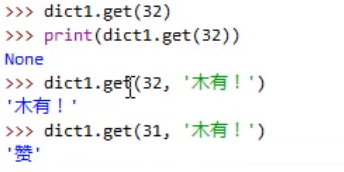 >>> dict1.get(32)
>>> print(dict1.get(32))
None
>>> dict1.get(32, '木有！')
'木有！'
>>> dict1.get(31, '木有！')
'赞'